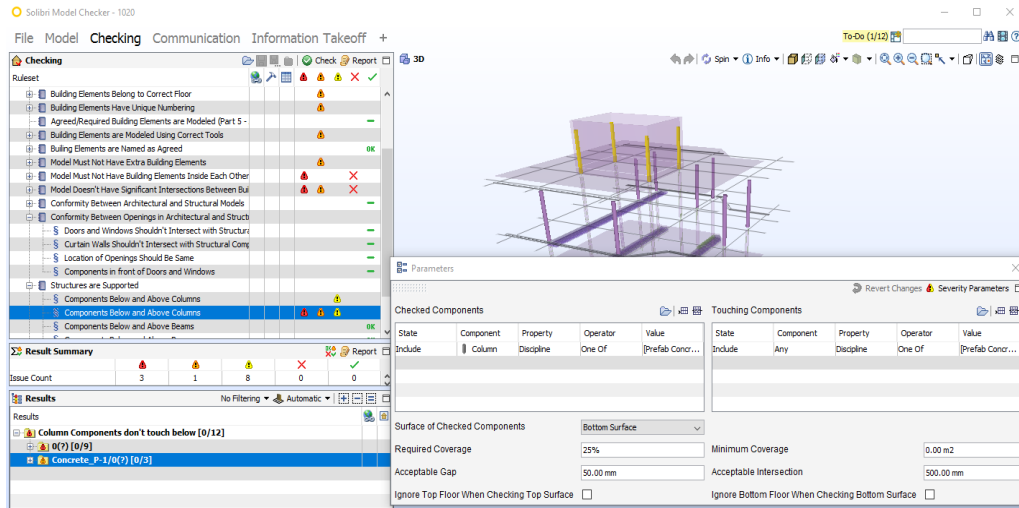 Solibri Model Checker - 1020
File Model Checking Communication Information Takeoff +
To-Do (1/12)
Checking
Check Report
Ruleset
Building Elements Belong to Correct Floor
Building Elements Have Unique Numbering
Agreed/Required Building Elements are Modeled (Part 5 -
Building Elements are Modeled Using Correct Tools
Builing Elements are Named as Agreed OK
Model Must Not Have Extra Building Elements
Model Must Not Have Building Elements Inside Each Other
Model Doesn't Have Significant Intersections Between Bui
Conformity Between Architectural and Structural Models
Conformity Between Openings in Architectural and Struct
§ Doors and Windows Shouldn't Intersect with Structura
§ Curtain Walls Shouldn't Intersect with Structural Comp
§ Location of Openings Should Be Same
§ Components in front of Doors and Windows
Structures are Supported
§ Components Below and Above Columns
§ Components Below and Above Columns
§ Components Below and Above Beams OK
Result Summary
Report
Issue Count 3 1 8 0 0
Results
No Filtering Automatic
Results
Column Components don't touch below [0/12]
0(?) [0/9]
Concrete_P-1/0(?) [0/3]
3D
Spin Info
Parameters
Revert Changes Severity Parameters
Checked Components
State Component Property Operator Value
Include Column Discipline One Of [Prefab Concr...
Touching Components
State Component Property Operator Value
Include Any Discipline One Of [Prefab Concr...
Surface of Checked Components Bottom Surface
Required Coverage 25% Minimum Coverage 0.00 m2
Acceptable Gap 50.00 mm Acceptable Intersection 500.00 mm
Ignore Top Floor When Checking Top Surface Ignore Bottom Floor When Checking Bottom Surface